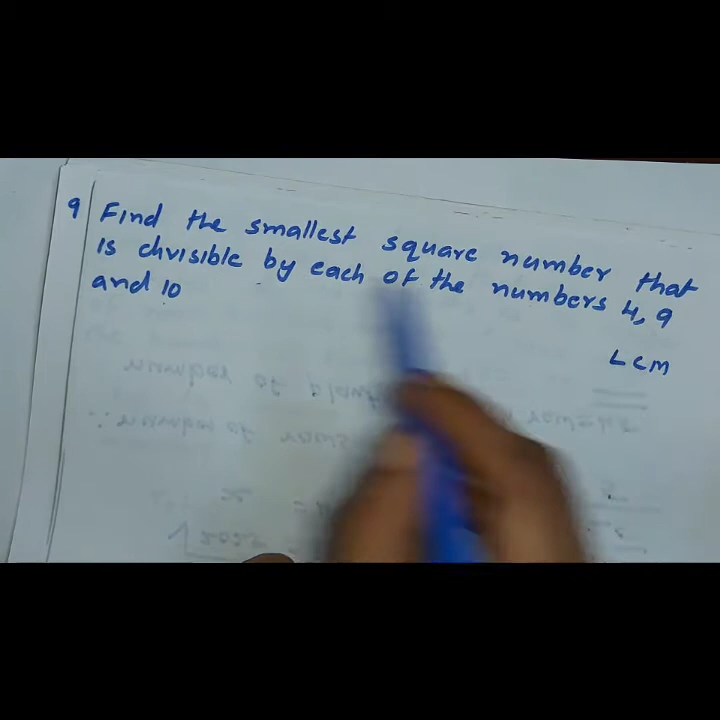 9 Find the smallest square number that
is divisible by each of the numbers 4, 9
and 10
LCM